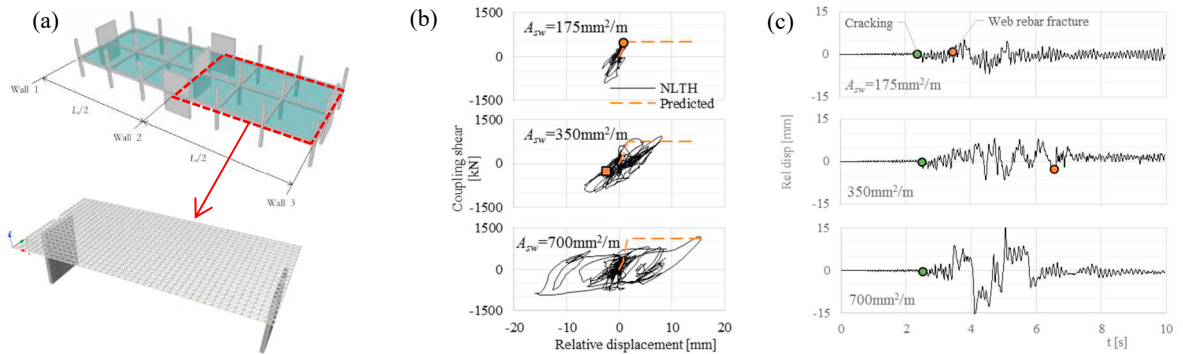 (a)
Wall 1
L/2
Wall 2
L/2
Wall 3
(b)
1500
0
-1500
A_sw=175mm²/m
NLTH
Predicted
Coupling shear
[kN]
1500
0
-1500
A_sw=350mm²/m
1500
0
-1500
A_sw=700mm²/m
-20 -10 0 10 20
Relative displacement [mm]
(c)
15
0
-15
Cracking
Web rebar fracture
A_sw=175mm²/m
Rel disp [mm]
15
0
15
350mm²/m
15
0
15
700mm²/m
0 2 4 6 8 10
t [s]